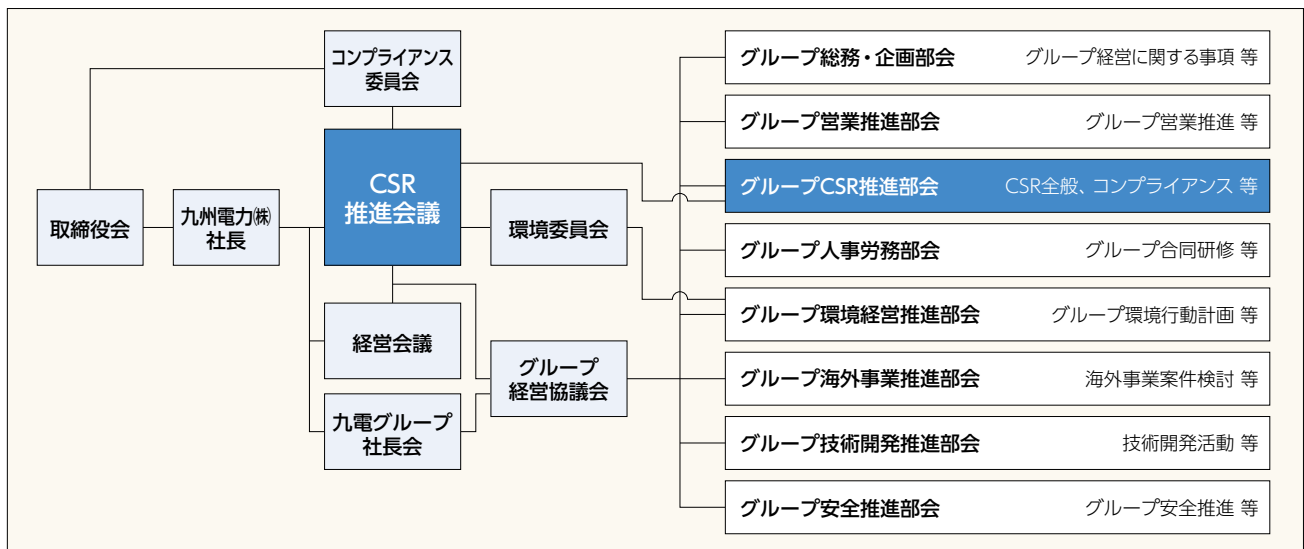 コンプライアンス
委員会
CSR
推進会議
取締役会
九州電力㈱
社長
環境委員会
経営会議
グループ
経営協議会
九電グループ
社長会
グループ総務・企画部会 グループ経営に関する事項 等
グループ営業推進部会 グループ営業推進 等
グループCSR推進部会 CSR全般、コンプライアンス 等
グループ人事労務部会 グループ合同研修 等
グループ環境経営推進部会 グループ環境行動計画 等
グループ海外事業推進部会 海外事業案件検討 等
グループ技術開発推進部会 技術開発活動 等
グループ安全推進部会 グループ安全推進 等